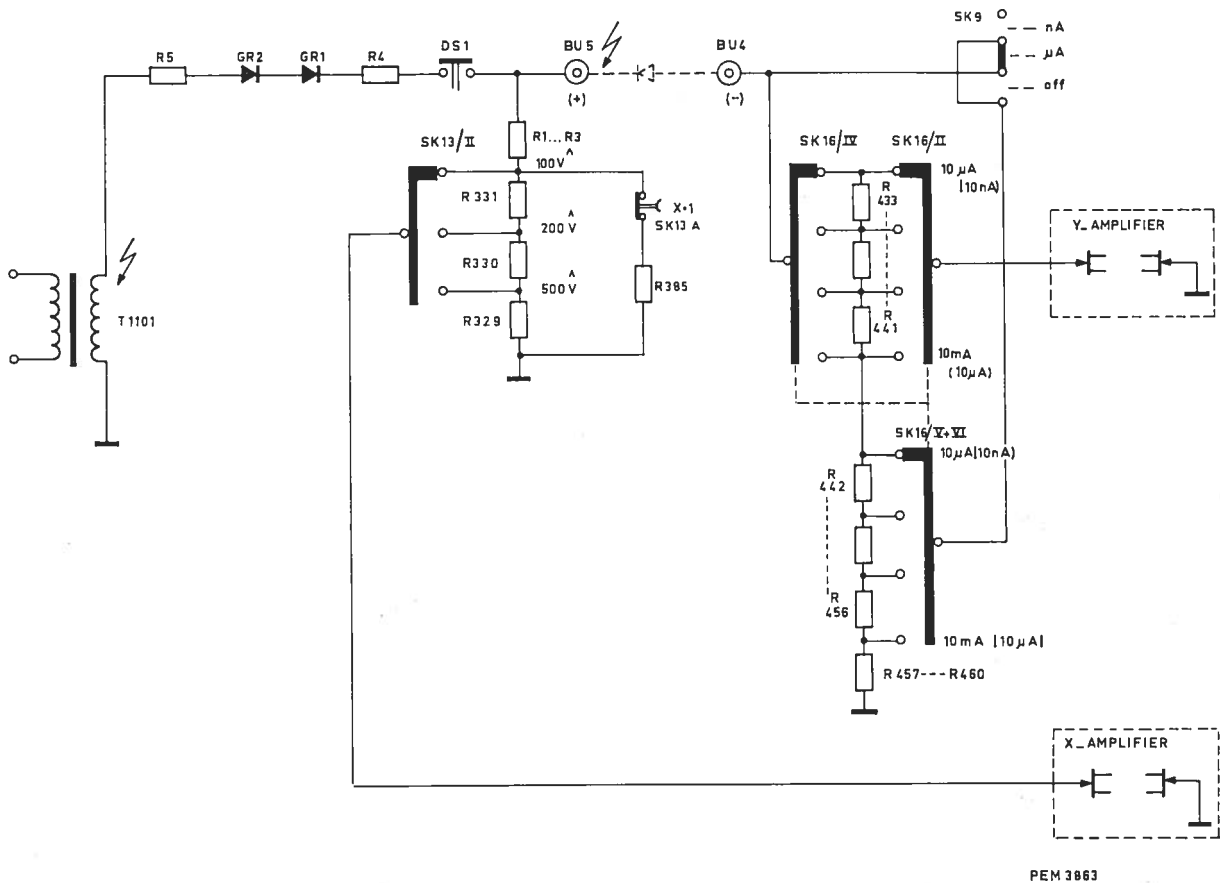 SK9
nA
µA
off
R5
GR2
GR1
R4
DS1
BU5
BU4
(+)
(-)
R1...R3
SK13/II
100V^
R331
X·1
SK13A
200V^
R330
R385
500V^
R329
T1101
SK16/IV
SK16/II
10µA
(10nA)
R
433
Y_AMPLIFIER
R
441
10mA
(10µA)
SK16/V+VI
10µA(10nA)
R
442
R
456
10mA (10µA)
R457---R460
X_AMPLIFIER
PEM 3863